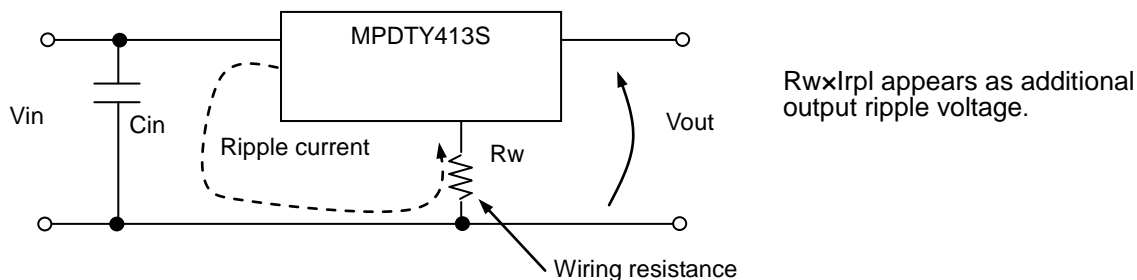 MPDTY413S
Rw×Irpl appears as additional
output ripple voltage.
Vin
Cin
Vout
Ripple current
Rw
Wiring resistance